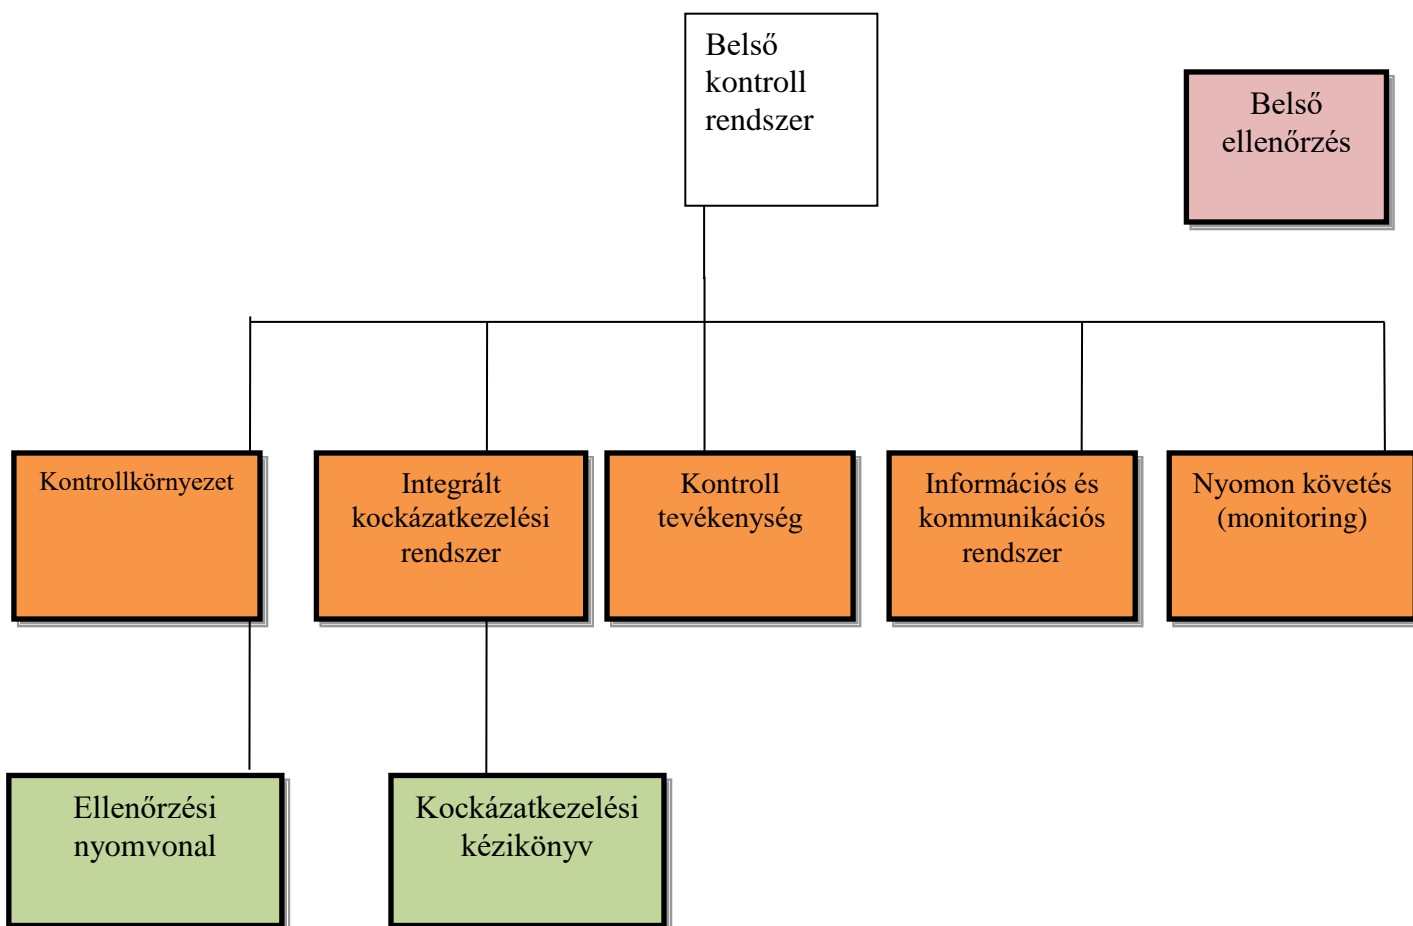 Belső
kontroll
rendszer
Belső
ellenőrzés
Kontrollkörnyezet
Integrált
kockázatkezelési
rendszer
Kontroll
tevékenység
Információs és
kommunikációs
rendszer
Nyomon követés
(monitoring)
Ellenőrzési
nyomvonal
Kockázatkezelési
kézikönyv